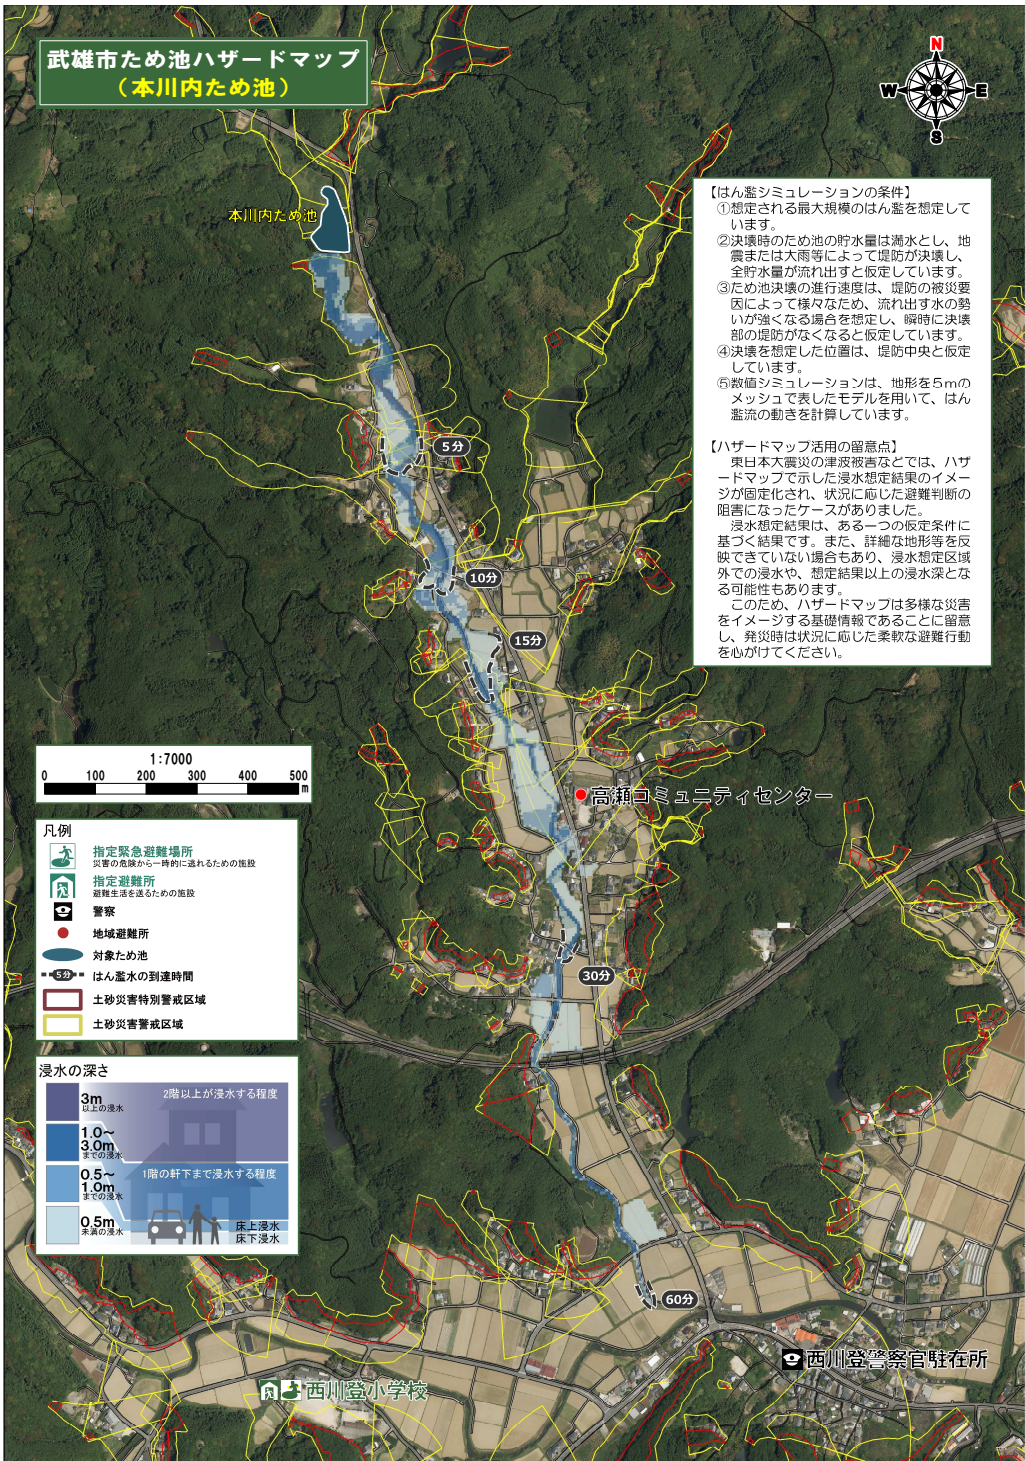 武雄市ため池ハザードマップ
（本川内ため池）
N
W
E
S
本川内ため池
【はん濫シミュレーションの条件】
①想定される最大規模のはん濫を想定して
います。
②決壊時のため池の貯水量は満水とし、地
震または大雨等によって堤防が決壊し、
全貯水量が流れ出すと仮定しています。
③ため池決壊の進行速度は、堤防の被災要
因によって様々なため、流れ出す水の勢
いが強くなる場合を想定し、瞬時に決壊
部の堤防がなくなると仮定しています。
④決壊を想定した位置は、堤防中央と仮定
しています。
⑤数値シミュレーションは、地形を５ｍの
メッシュで表したモデルを用いて、はん
濫流の動きを計算しています。
【ハザードマップ活用の留意点】
東日本大震災の津波被害などでは、ハザ
ードマップで示した浸水想定結果のイメー
ジが固定化され、状況に応じた避難判断の
阻害になったケースがありました。
浸水想定結果は、ある一つの仮定条件に
基づく結果です。また、詳細な地形等を反
映できていない場合もあり、浸水想定区域
外での浸水や、想定結果以上の浸水深とな
る可能性もあります。
このため、ハザードマップは多様な災害
をイメージする基礎情報であることに留意
し、発災時は状況に応じた柔軟な避難行動
を心がけてください。
5分
10分
15分
高瀬コミュニティセンター
30分
60分
西川登警察官駐在所
西川登小学校
1:7000
0 100 200 300 400 500
m
凡例
指定緊急避難場所
災害の危険から一時的に逃れるための施設
指定避難所
避難生活を送るための施設
警察
地域避難所
対象ため池
5分 はん濫水の到達時間
土砂災害特別警戒区域
土砂災害警戒区域
浸水の深さ
3m
以上の浸水
2階以上が浸水する程度
1.0～
3.0m
までの浸水
0.5～
1.0m
までの浸水
1階の軒下まで浸水する程度
0.5m
未満の浸水
床上浸水
床下浸水